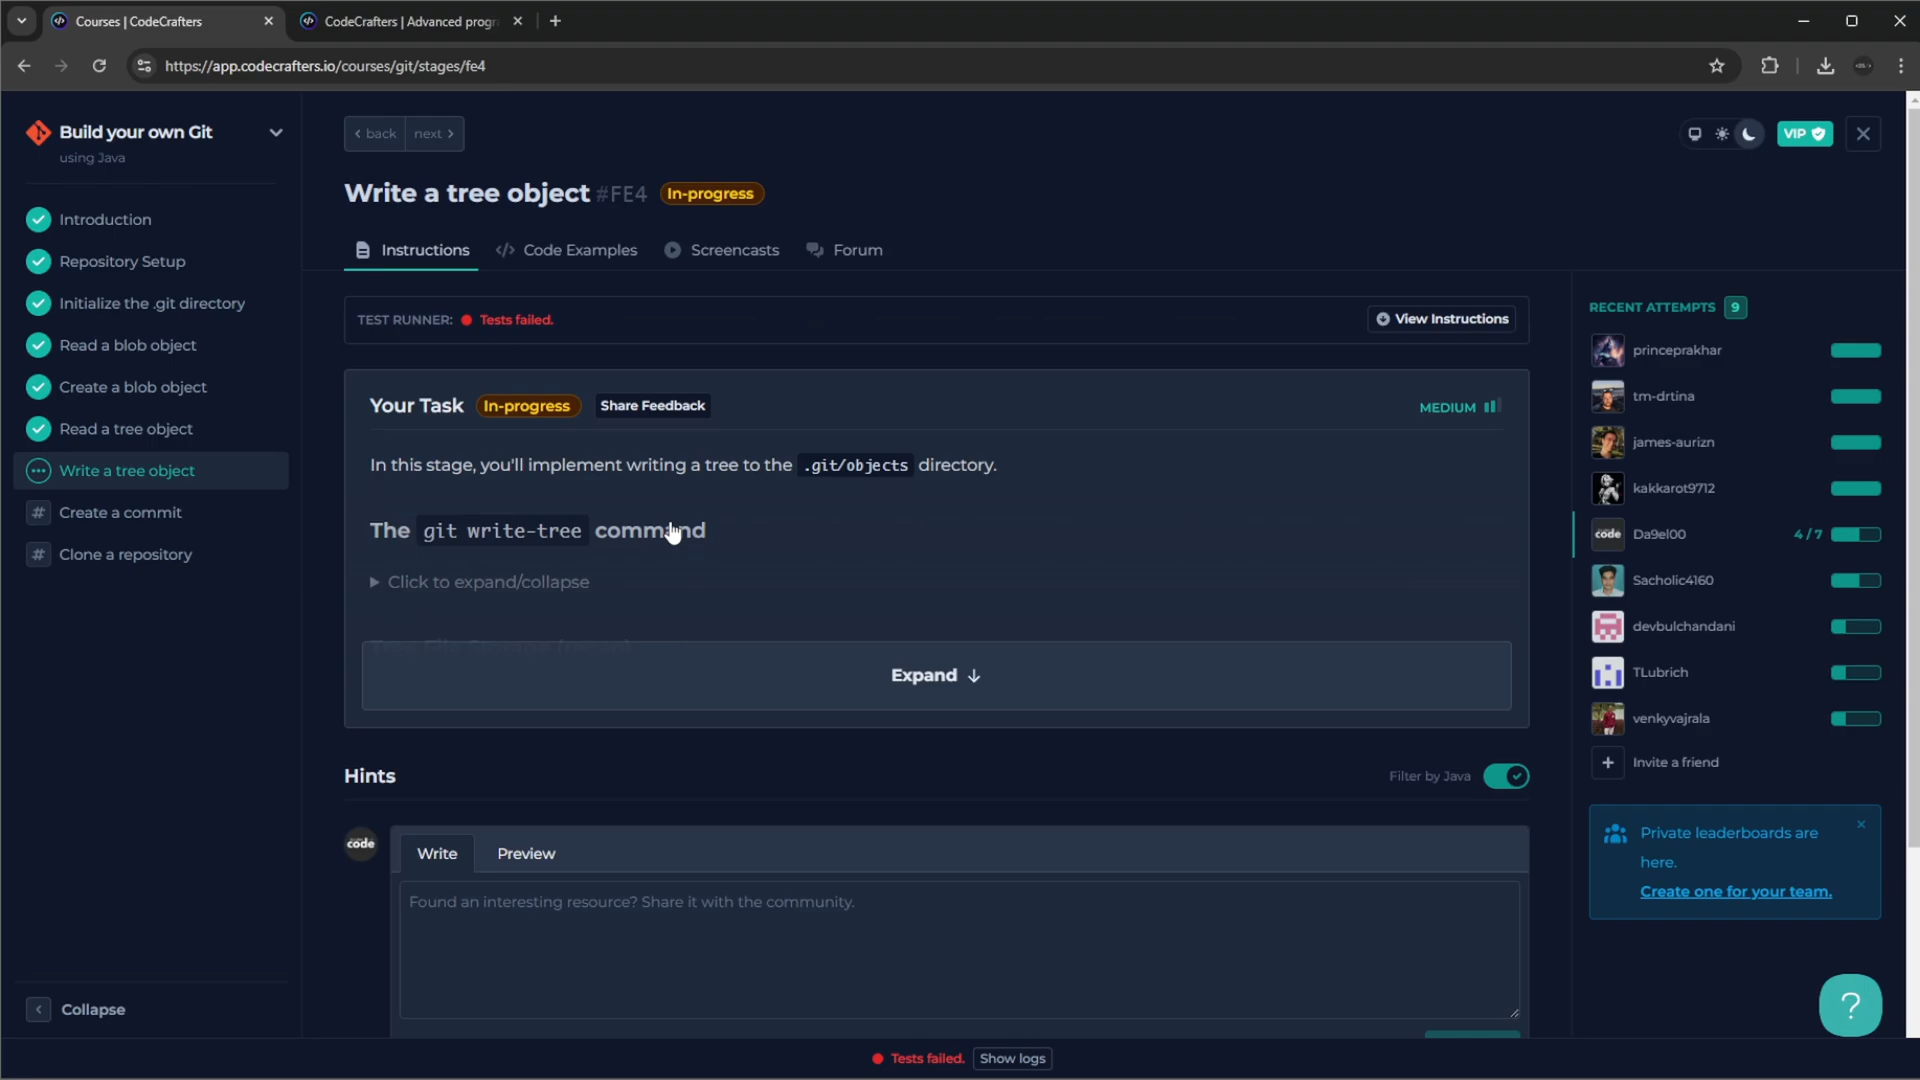 Courses | CodeCrafters
CodeCrafters | Advanced progr
https://app.codecrafters.io/courses/git/stages/fe4
Build your own Git
using Java
Introduction
Repository Setup
Initialize the .git directory
Read a blob object
Create a blob object
Read a tree object
Write a tree object
# Create a commit
# Clone a repository
Collapse
< back next >
VIP
Write a tree object #FE4 In-progress
Instructions </> Code Examples Screencasts Forum
TEST RUNNER: Tests failed. View Instructions
Your Task In-progress Share Feedback MEDIUM
In this stage, you'll implement writing a tree to the .git/objects directory.
The git write-tree command
Click to expand/collapse
Expand ↓
Hints Filter by Java
code Write Preview
Found an interesting resource? Share it with the community.
RECENT ATTEMPTS 9
princeprakhar
tm-drtina
james-aurizn
kakkarot9712
code Da9el00 4 / 7
Sacholic4160
devbulchandani
TLubrich
venkyvajrala
+ Invite a friend
Private leaderboards are
here.
Create one for your team.
?
Tests failed. Show logs